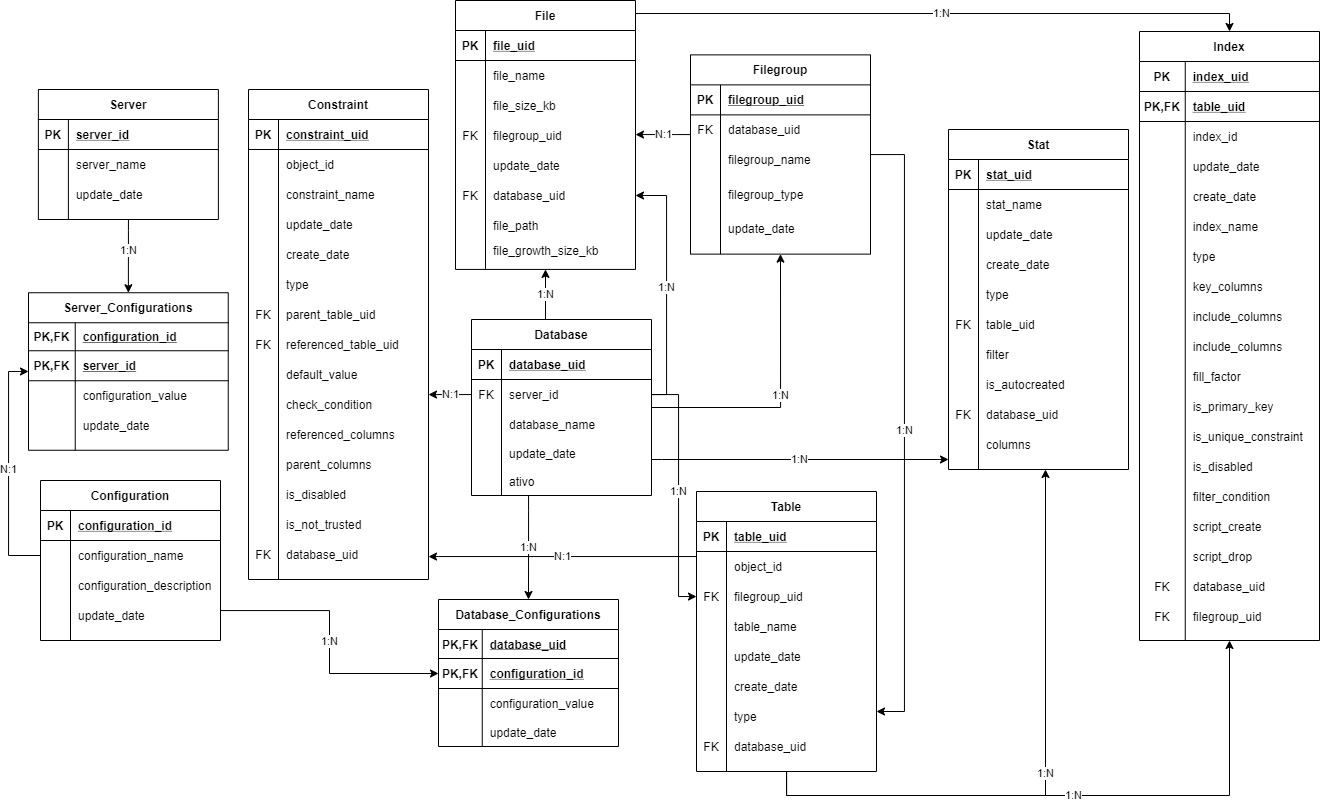 File
PK file_uid
file_name
file_size_kb
FK filegroup_uid
update_date
FK database_uid
file_path
file_growth_size_kb
1:N
Filegroup
PK filegroup_uid
FK database_uid
filegroup_name
filegroup_type
update_date
N:1
Index
PK index_uid
PK,FK table_uid
index_id
update_date
create_date
index_name
type
key_columns
include_columns
include_columns
fill_factor
is_primary_key
is_unique_constraint
is_disabled
filter_condition
script_create
script_drop
FK database_uid
FK filegroup_uid
Server
PK server_id
server_name
update_date
1:N
Constraint
PK constraint_uid
object_id
constraint_name
update_date
create_date
type
FK parent_table_uid
FK referenced_table_uid
default_value
check_condition
referenced_columns
parent_columns
is_disabled
is_not_trusted
FK database_uid
Stat
PK stat_uid
stat_name
update_date
create_date
type
FK table_uid
filter
is_autocreated
FK database_uid
columns
Server_Configurations
PK,FK configuration_id
PK,FK server_id
configuration_value
update_date
N:1
1:N
1:N
Database
PK database_uid
FK server_id
database_name
update_date
ativo
N:1
1:N
1:N
1:N
1:N
1:N
N:1
Configuration
PK configuration_id
configuration_name
configuration_description
update_date
1:N
Table
PK table_uid
object_id
FK filegroup_uid
table_name
update_date
create_date
type
FK database_uid
Database_Configurations
PK,FK database_uid
PK,FK configuration_id
configuration_value
update_date
1:N
1:N